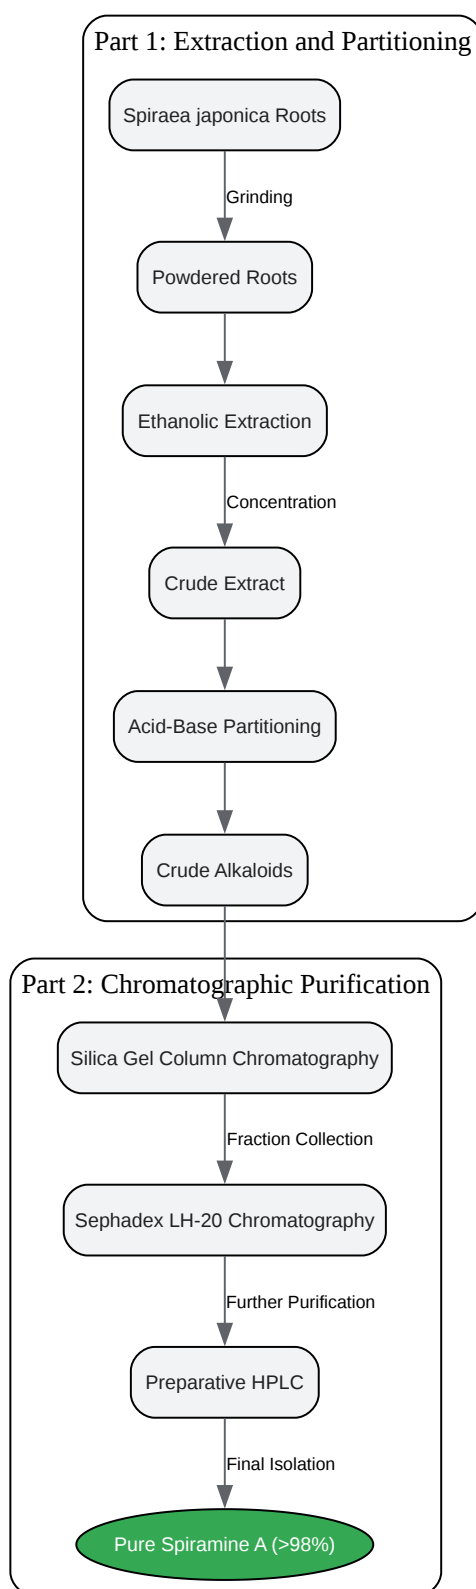 Part 1: Extraction and Partitioning
Spiraea japonica Roots
Grinding
Powdered Roots
Ethanolic Extraction
Concentration
Crude Extract
Acid-Base Partitioning
Crude Alkaloids
Part 2: Chromatographic Purification
Silica Gel Column Chromatography
Fraction Collection
Sephadex LH-20 Chromatography
Further Purification
Preparative HPLC
Final Isolation
Pure Spiramine A (>98%)